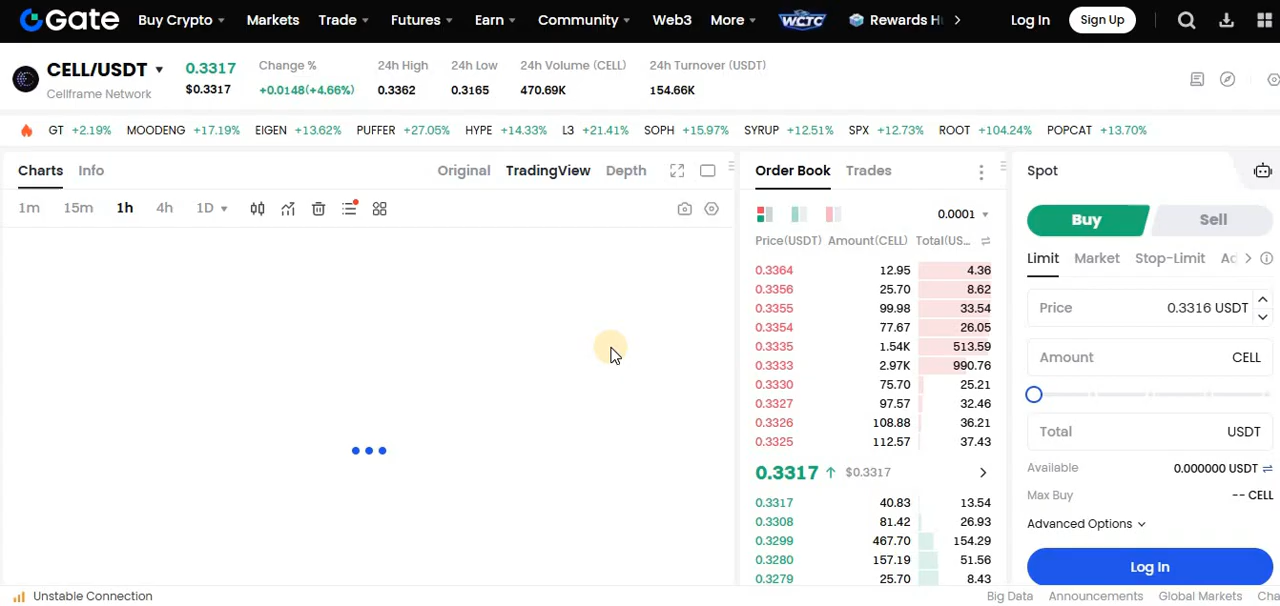 Gate Buy Crypto Markets Trade Futures Earn Community Web3 More WCTC Rewards H Log In Sign Up
CELL/USDT 0.3317 Change % 24h High 24h Low 24h Volume (CELL) 24h Turnover (USDT)
Cellframe Network $0.3317 +0.0148(+4.66%) 0.3362 0.3165 470.69K 154.66K
GT +2.19% MOODENG +17.19% EIGEN +13.62% PUFFER +27.05% HYPE +14.33% L3 +21.41% SOPH +15.97% SYRUP +12.51% SPX +12.73% ROOT +104.24% POPCAT +13.70%
Charts Info Original TradingView Depth
1m 15m 1h 4h 1D
Order Book Trades
0.0001
Price(USDT) Amount(CELL) Total(US...
0.3364 12.95 4.36
0.3356 25.70 8.62
0.3355 99.98 33.54
0.3354 77.67 26.05
0.3335 1.54K 513.59
0.3333 2.97K 990.76
0.3330 75.70 25.21
0.3327 97.57 32.46
0.3326 108.88 36.21
0.3325 112.57 37.43
0.3317 ↑ $0.3317
0.3317 40.83 13.54
0.3308 81.42 26.93
0.3299 467.70 154.29
0.3280 157.19 51.56
0.3279 25.70 8.43
Spot
Buy Sell
Limit Market Stop-Limit Ad
Price 0.3316 USDT
Amount CELL
Total USDT
Available 0.000000 USDT
Max Buy -- CELL
Advanced Options
Log In
Unstable Connection Big Data Announcements Global Markets Cha